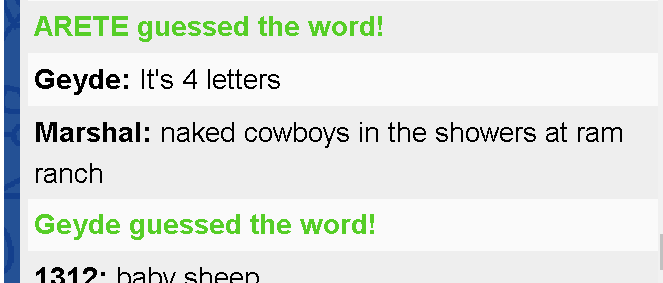 ARETE guessed the word!
Geyde: It's 4 letters
Marshal: naked cowboys in the showers at ram
ranch
Geyde guessed the word!
1312: baby sheep